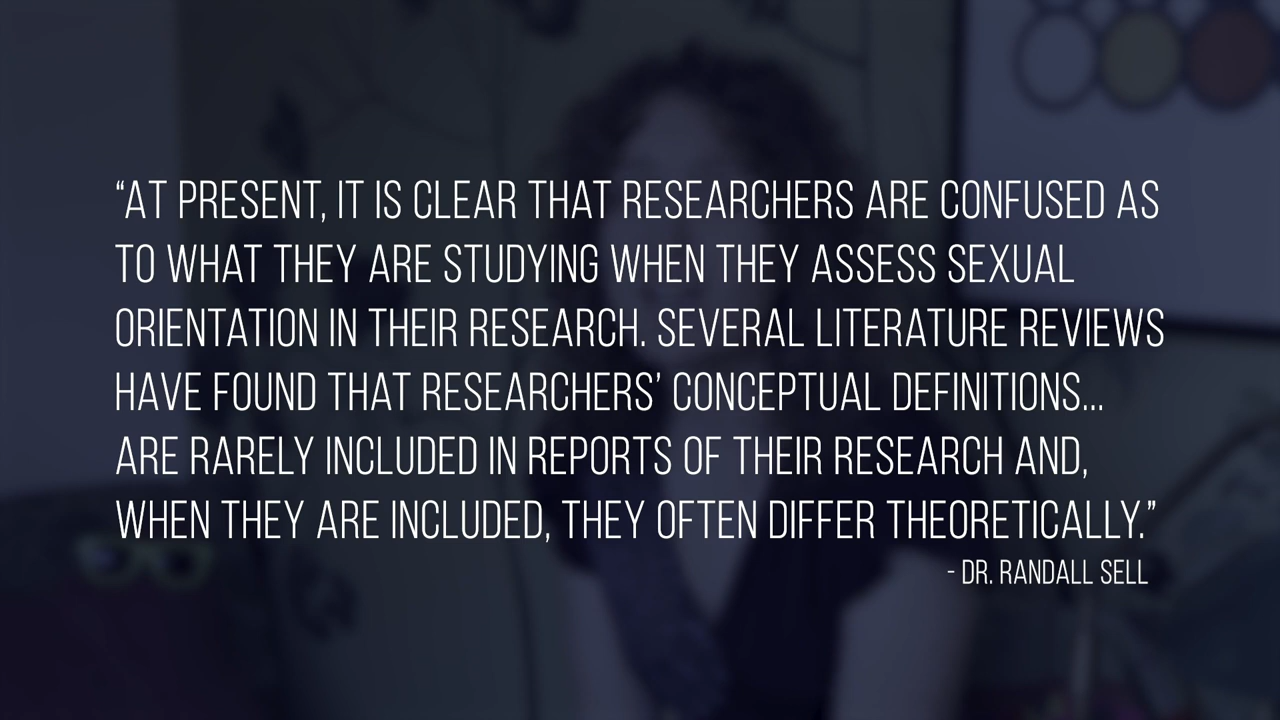 “AT PRESENT, IT IS CLEAR THAT RESEARCHERS ARE CONFUSED AS
TO WHAT THEY ARE STUDYING WHEN THEY ASSESS SEXUAL
ORIENTATION IN THEIR RESEARCH. SEVERAL LITERATURE REVIEWS
HAVE FOUND THAT RESEARCHERS’ CONCEPTUAL DEFINITIONS...
ARE RARELY INCLUDED IN REPORTS OF THEIR RESEARCH AND,
WHEN THEY ARE INCLUDED, THEY OFTEN DIFFER THEORETICALLY.”
- DR. RANDALL SELL